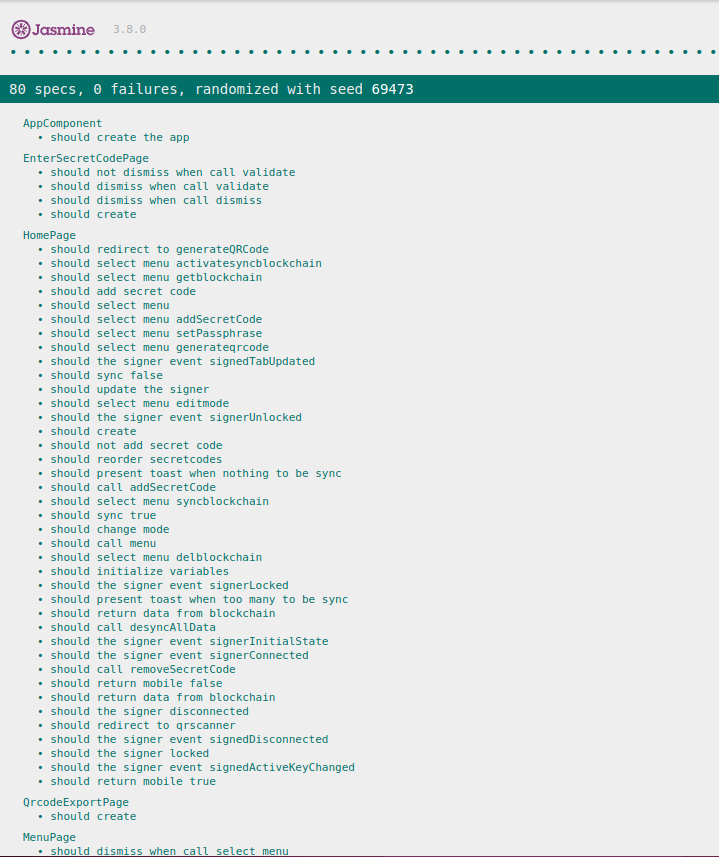 Jasmine 3.8.0
80 specs, 0 failures, randomized with seed 69473
AppComponent
• should create the app
EnterSecretCodePage
• should not dismiss when call validate
• should dismiss when call validate
• should dismiss when call dismiss
• should create
HomePage
• should redirect to generateQRCode
• should select menu activatesyncblockchain
• should select menu getblockchain
• should add secret code
• should select menu
• should select menu addSecretCode
• should select menu setPassphrase
• should select menu generateqrcode
• should the signer event signedTabUpdated
• should sync false
• should update the signer
• should select menu editmode
• should the signer event signerUnlocked
• should create
• should not add secret code
• should reorder secretcodes
• should present toast when nothing to be sync
• should call addSecretCode
• should select menu syncblockchain
• should sync true
• should change mode
• should call menu
• should select menu delblockchain
• should initialize variables
• should the signer event signerLocked
• should present toast when too many to be sync
• should return data from blockchain
• should call desyncAllData
• should the signer event signerInitialState
• should the signer event signerConnected
• should call removeSecretCode
• should return mobile false
• should return data from blockchain
• should the signer disconnected
• should redirect to qrscanner
• should the signer event signedDisconnected
• should the signer locked
• should the signer event signedActiveKeyChanged
• should return mobile true
QrcodeExportPage
• should create
MenuPage
• should dismiss when call select menu